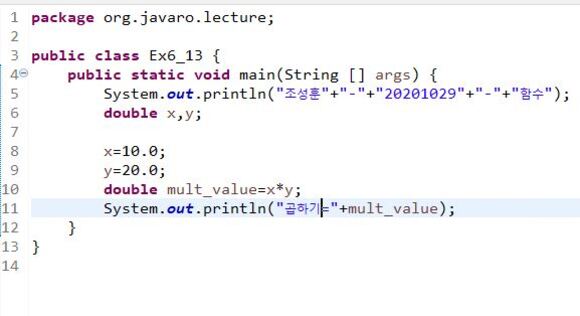 1 package org.javaro.lecture;
2
3 public class Ex6_13 {
4 public static void main(String [] args) {
5 System.out.println("조성훈"+"-"+"20201029"+"-"+"함수");
6 double x,y;
7
8 x=10.0;
9 y=20.0;
10 double mult_value=x*y;
11 System.out.println("곱하기="+mult_value);
12 }
13 }
14